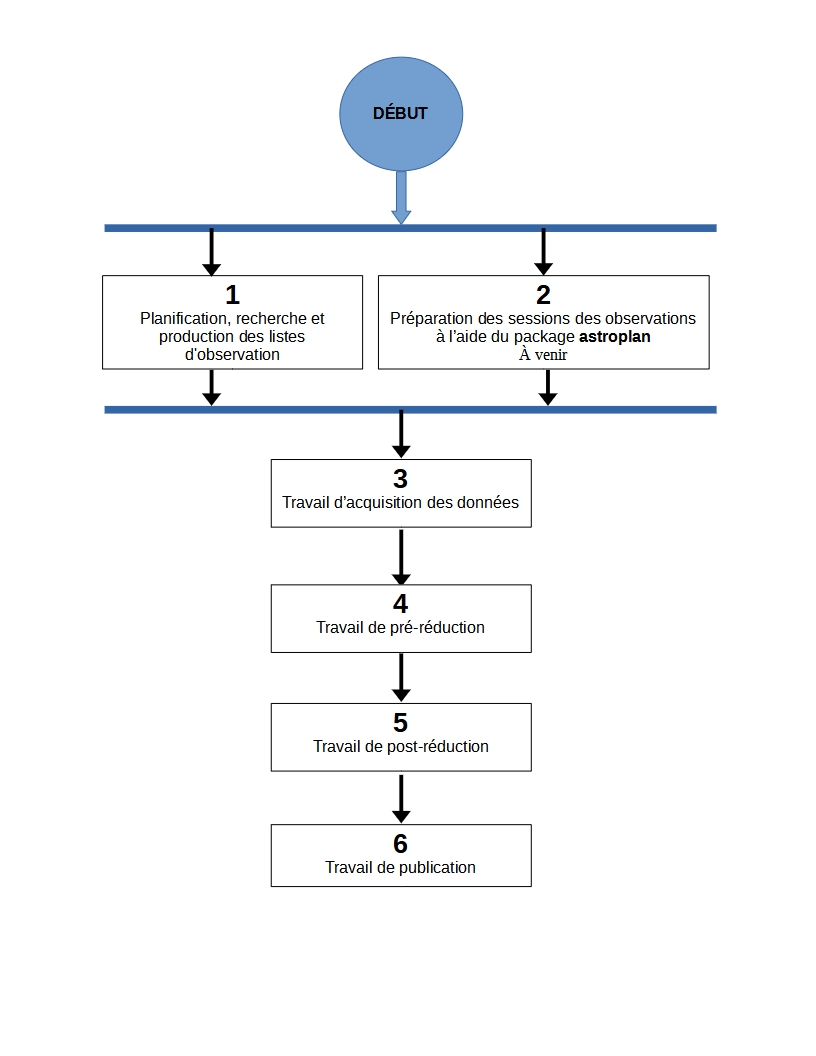 DÉBUT
1
Planification, recherche et
production des listes
d'observation
2
Préparation des sessions des observations
à l’aide du package astroplan
À venir
3
Travail d’acquisition des données
4
Travail de pré-réduction
5
Travail de post-réduction
6
Travail de publication